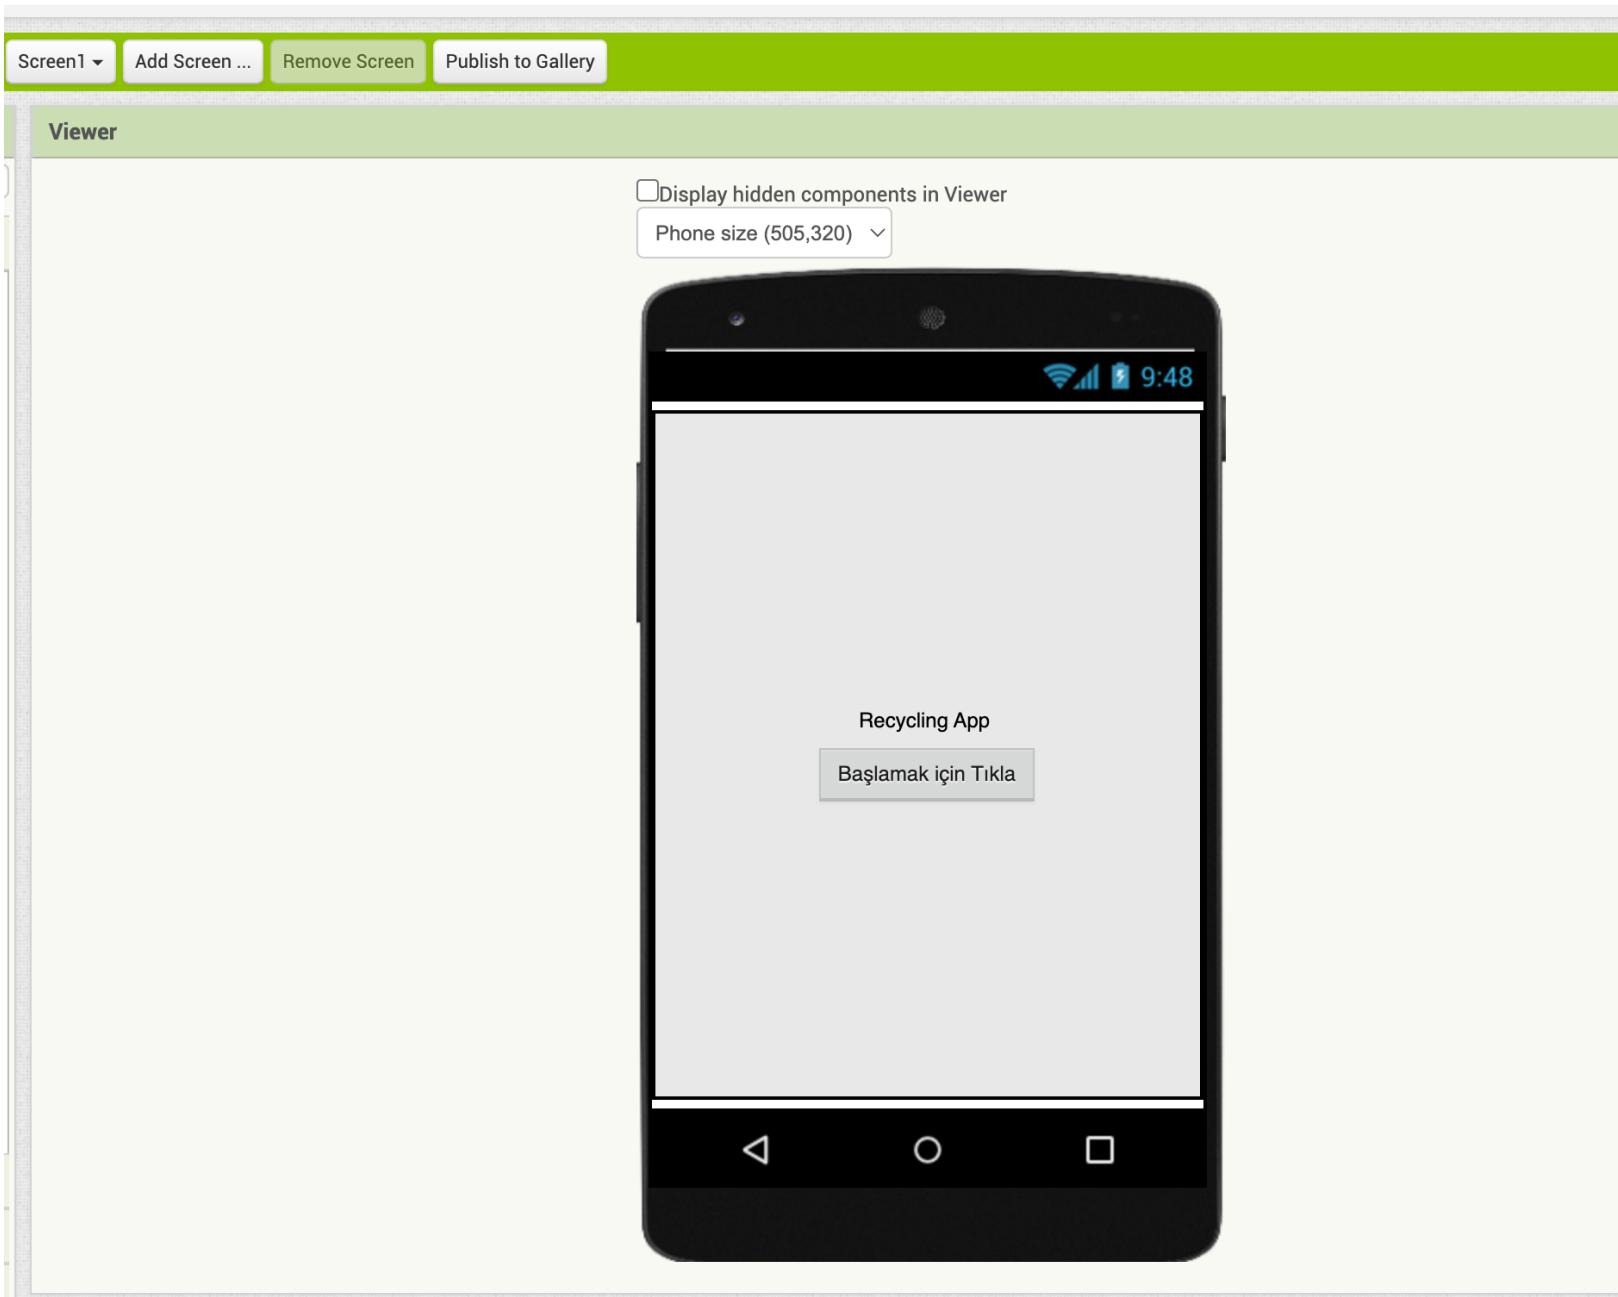 Screen1 Add Screen ... Remove Screen Publish to Gallery
Viewer
Display hidden components in Viewer
Phone size (505,320)
9:48
Recycling App
Başlamak için Tıkla